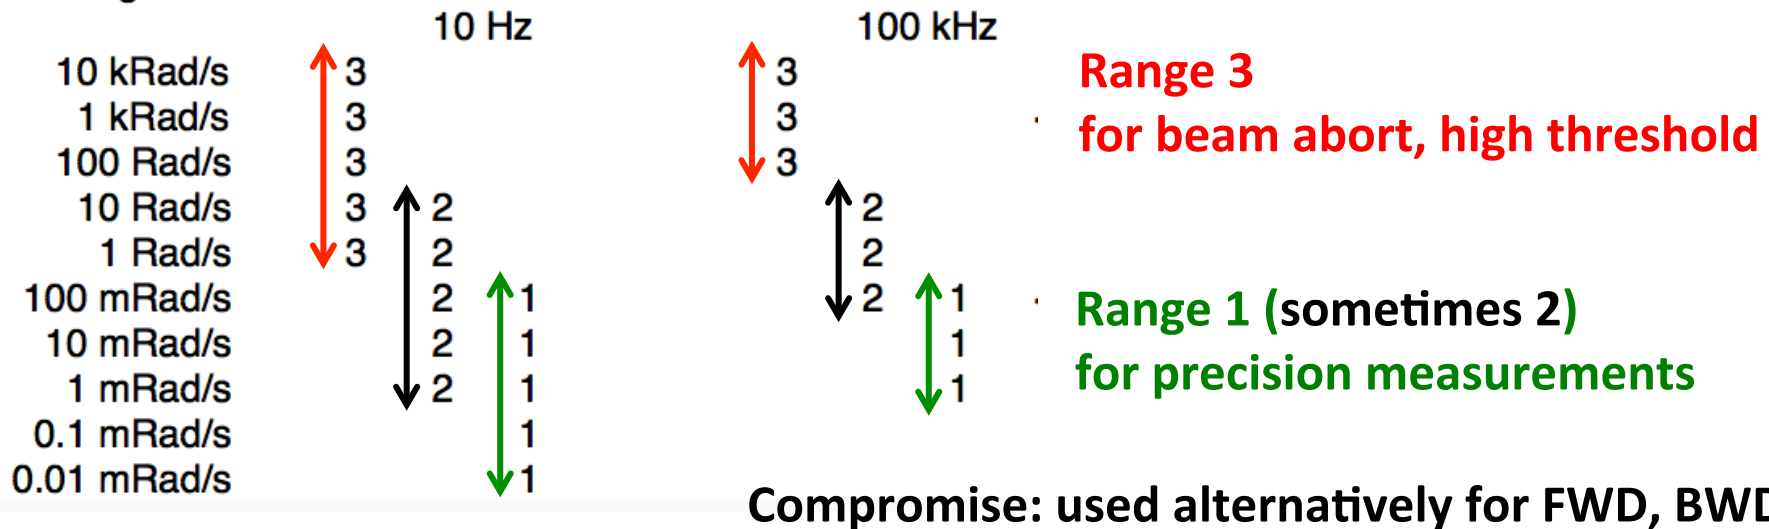 10 Hz 100 kHz
10 kRad/s 3 3
1 kRad/s 3 3
100 Rad/s 3 3
10 Rad/s 3 2 2
1 Rad/s 3 2 2
100 mRad/s 2 1 2 1
10 mRad/s 2 1 1
1 mRad/s 2 1 1
0.1 mRad/s 1
0.01 mRad/s 1
Range 3
for beam abort, high threshold
Range 1 (sometimes 2)
for precision measurements
Compromise: used alternatively for FWD, BWD